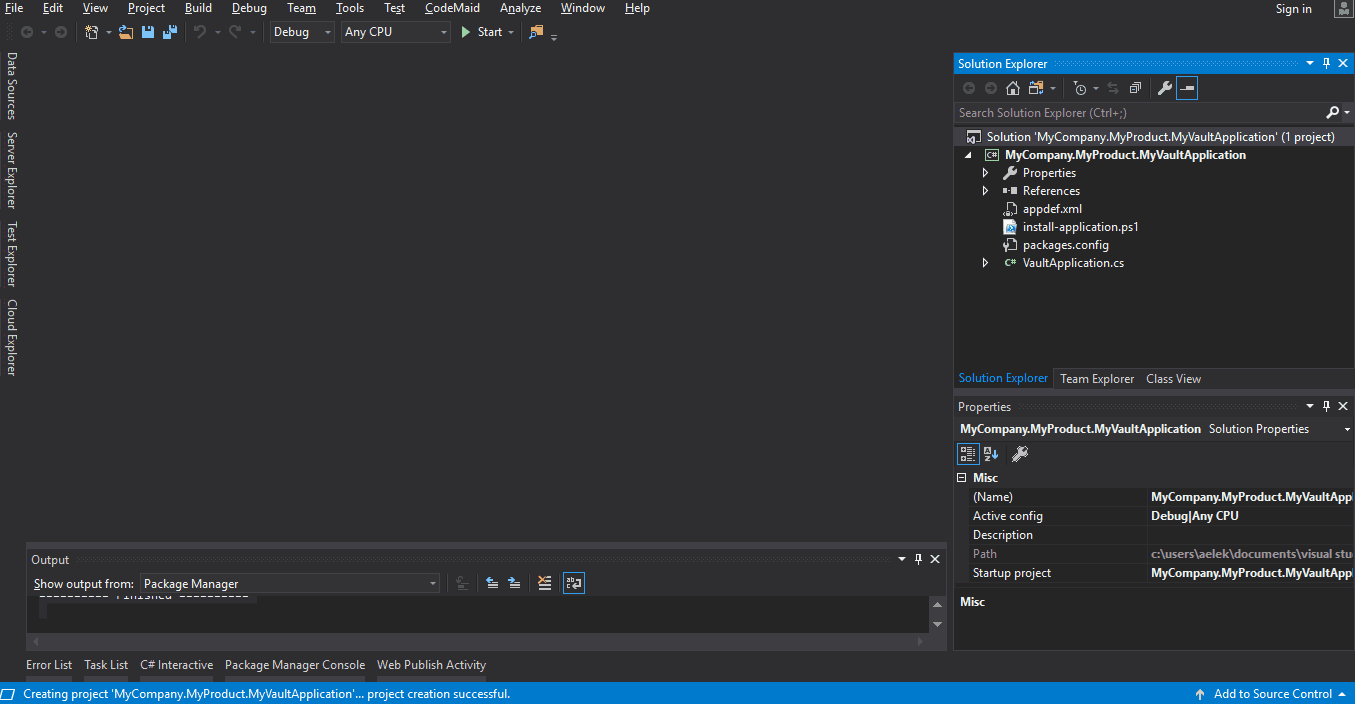 File Edit View Project Build Debug Team Tools Test CodeMaid Analyze Window Help Sign in
Debug Any CPU Start
Data Sources
Server Explorer
Test Explorer
Cloud Explorer
Solution Explorer
Search Solution Explorer (Ctrl+;)
Solution 'MyCompany.MyProduct.MyVaultApplication' (1 project)
C# MyCompany.MyProduct.MyVaultApplication
Properties
References
appdef.xml
install-application.ps1
packages.config
C# VaultApplication.cs
Solution Explorer Team Explorer Class View
Properties
MyCompany.MyProduct.MyVaultApplication Solution Properties
Misc
(Name) MyCompany.MyProduct.MyVaultApp
Active config Debug|Any CPU
Description
Path c:\users\aelek\documents\visual stu
Startup project MyCompany.MyProduct.MyVaultApp
Misc
Output
Show output from: Package Manager
========== Finished ==========
Error List Task List C# Interactive Package Manager Console Web Publish Activity
Creating project 'MyCompany.MyProduct.MyVaultApplication'... project creation successful. Add to Source Control